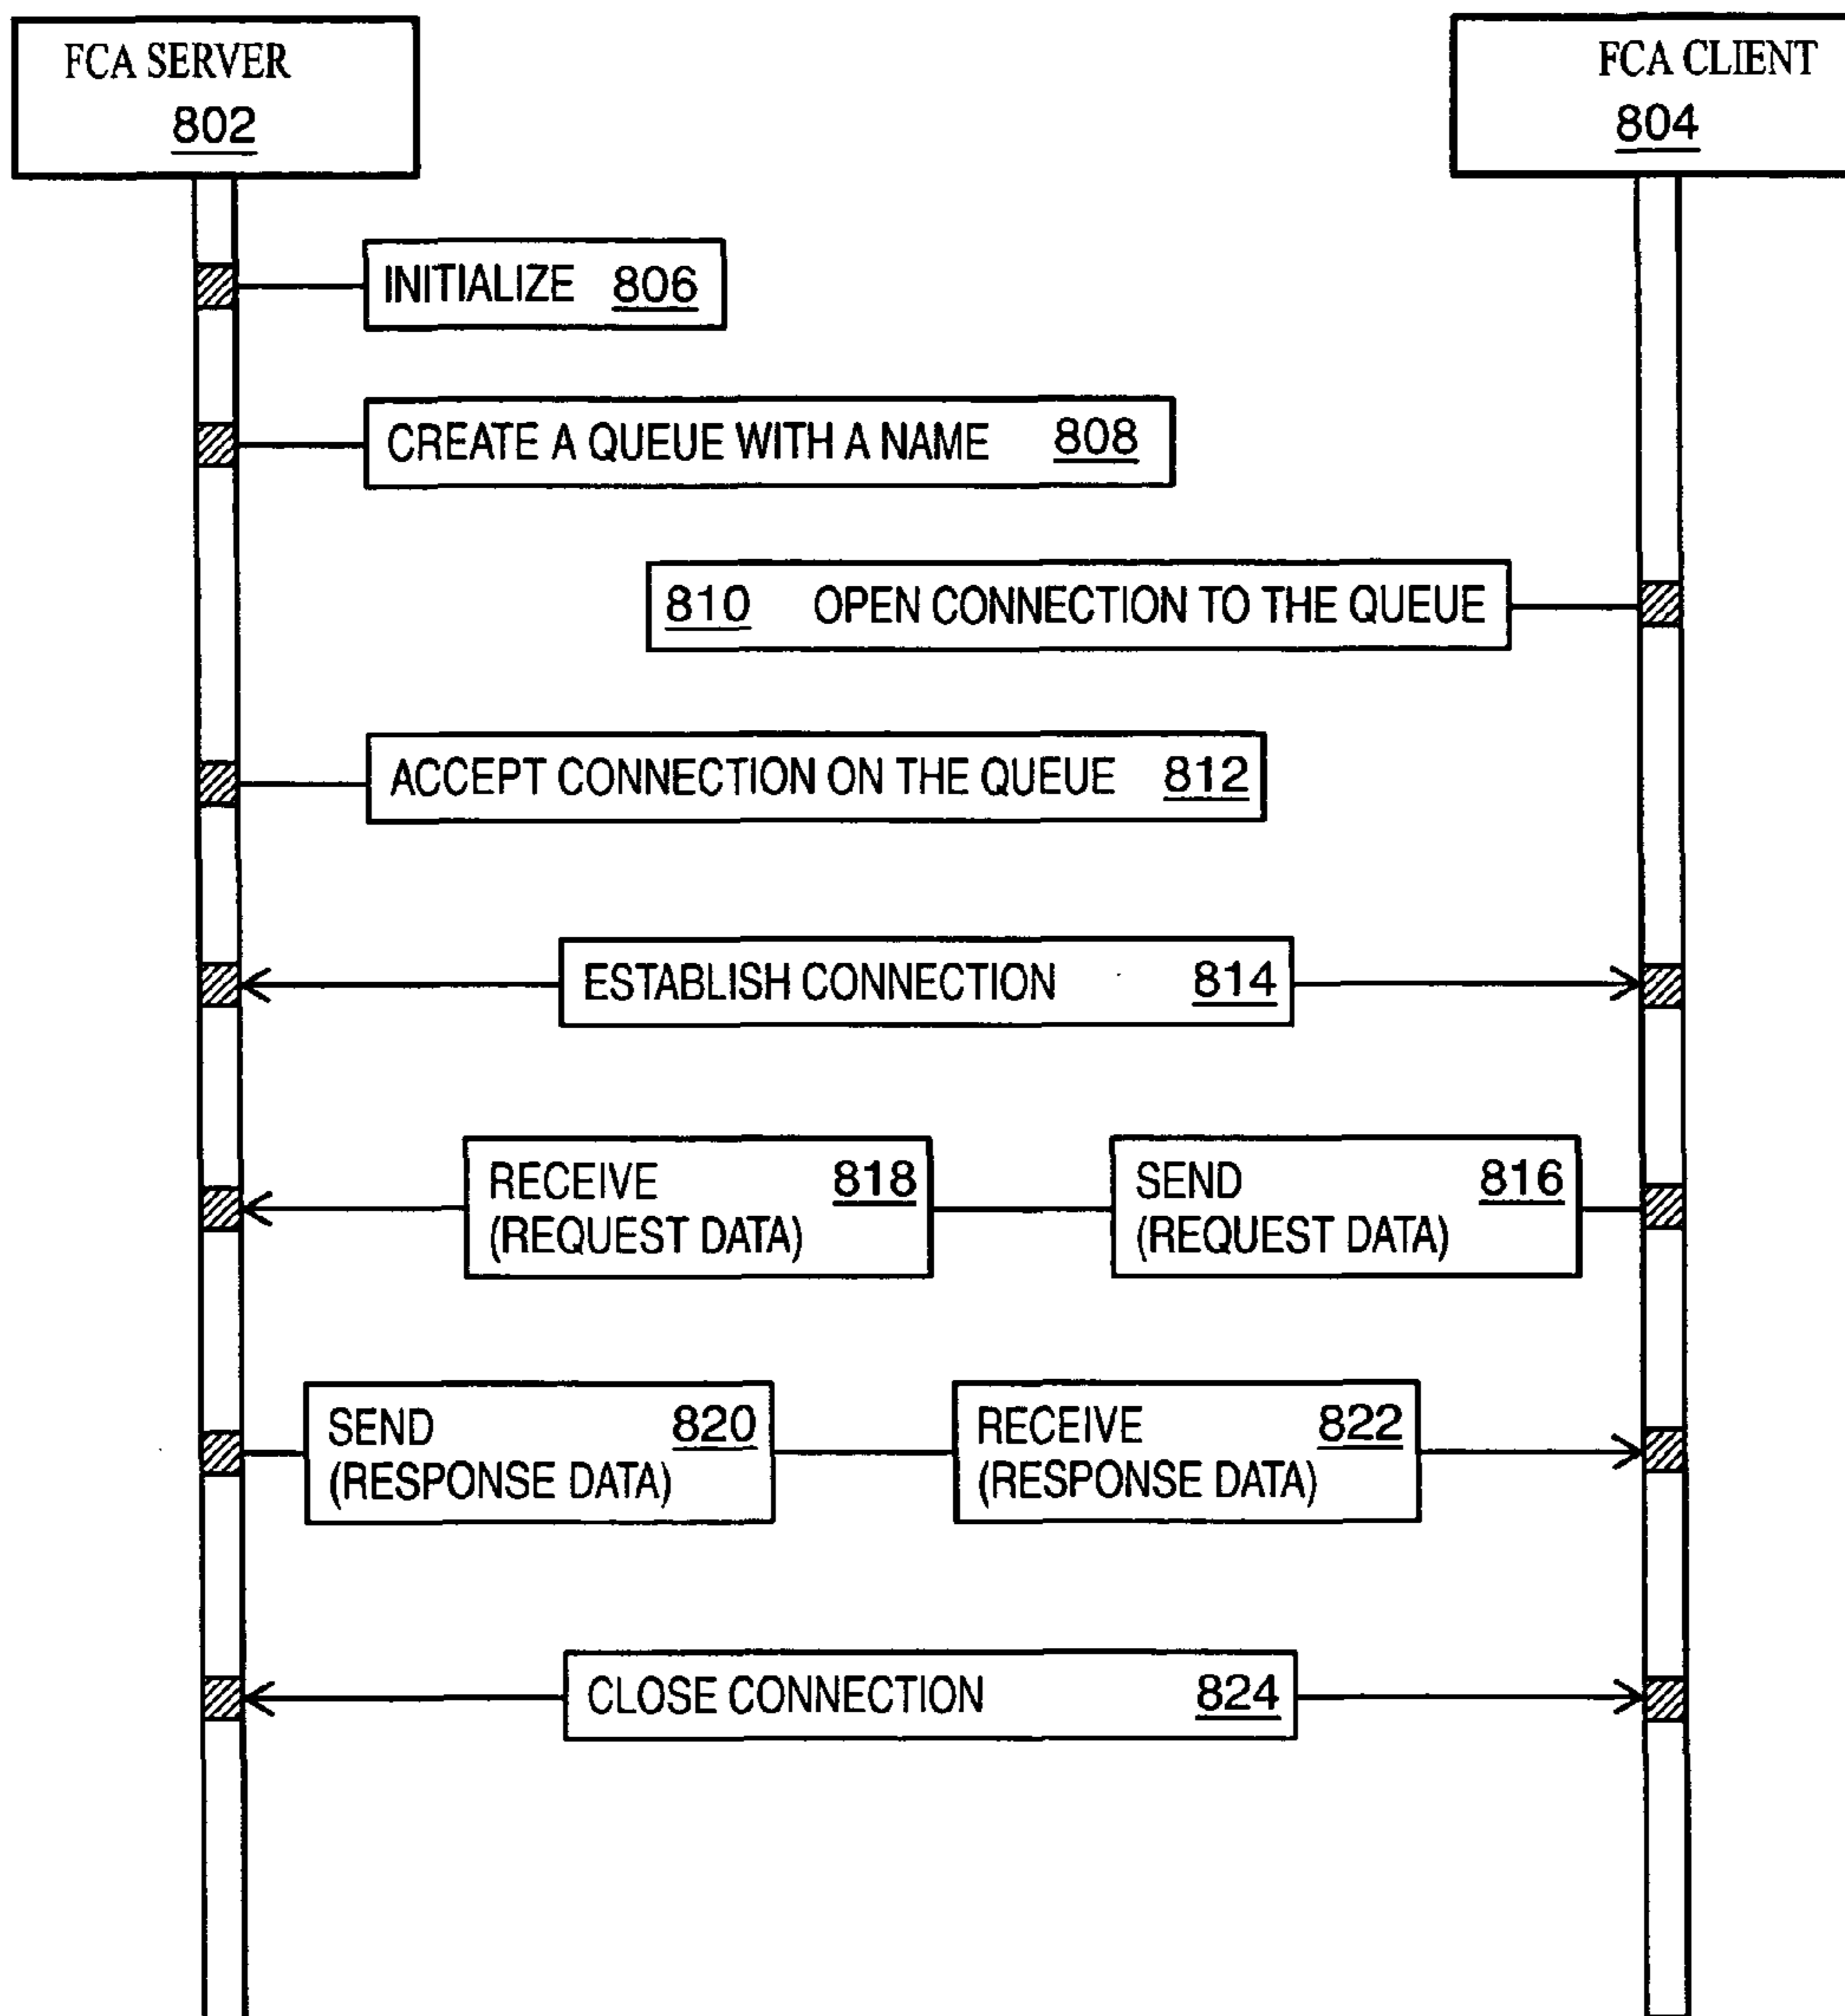 FCA SERVER
802
FCA CLIENT
804
INITIALIZE 806
CREATE A QUEUE WITH A NAME 808
810 OPEN CONNECTION TO THE QUEUE
ACCEPT CONNECTION ON THE QUEUE 812
ESTABLISH CONNECTION 814
RECEIVE 818
(REQUEST DATA)
SEND 816
(REQUEST DATA)
SEND 820
(RESPONSE DATA)
RECEIVE 822
(RESPONSE DATA)
CLOSE CONNECTION 824